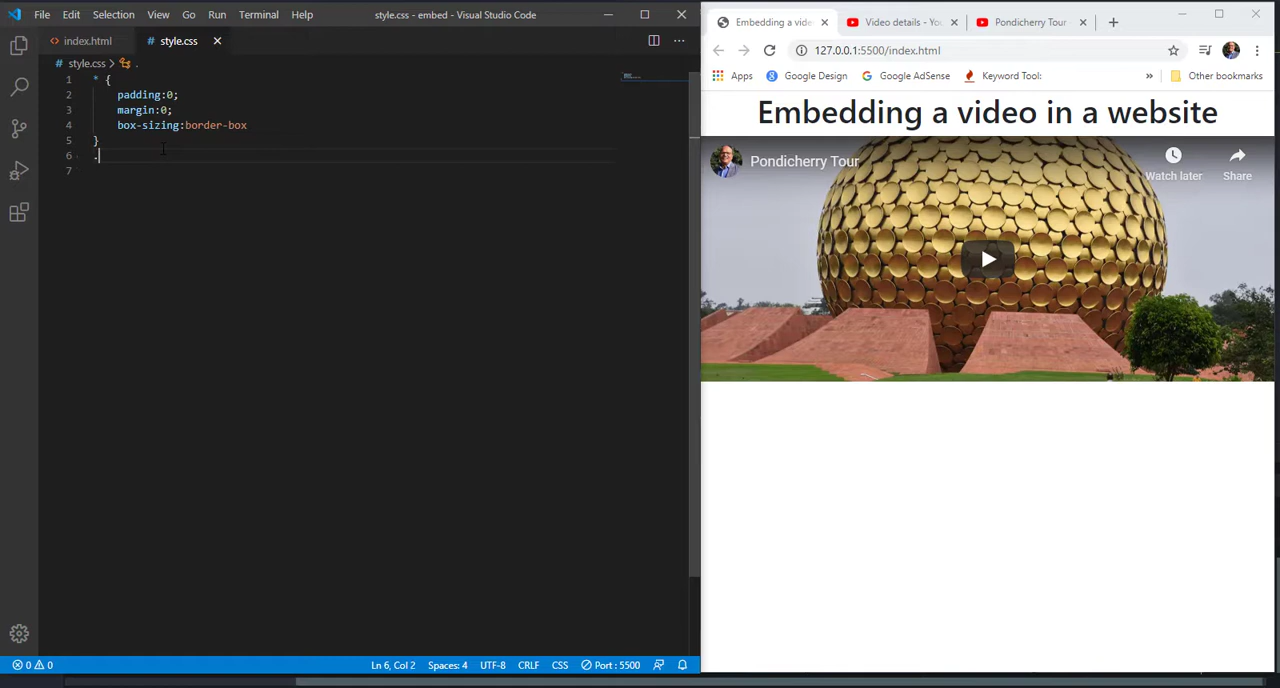 File Edit Selection View Go Run Terminal Help style.css - embed - Visual Studio Code
index.html style.css
style.css > .
1 * {
2 padding:0;
3 margin:0;
4 box-sizing:border-box
5 }
6 .
7
0 0 Ln 6, Col 2 Spaces: 4 UTF-8 CRLF CSS Port : 5500
Embedding a vide Video details - You Pondicherry Tour
127.0.0.1:5500/index.html
Apps Google Design Google AdSense Keyword Tool: » Other bookmarks
Embedding a video in a website
Pondicherry Tour
Watch later Share